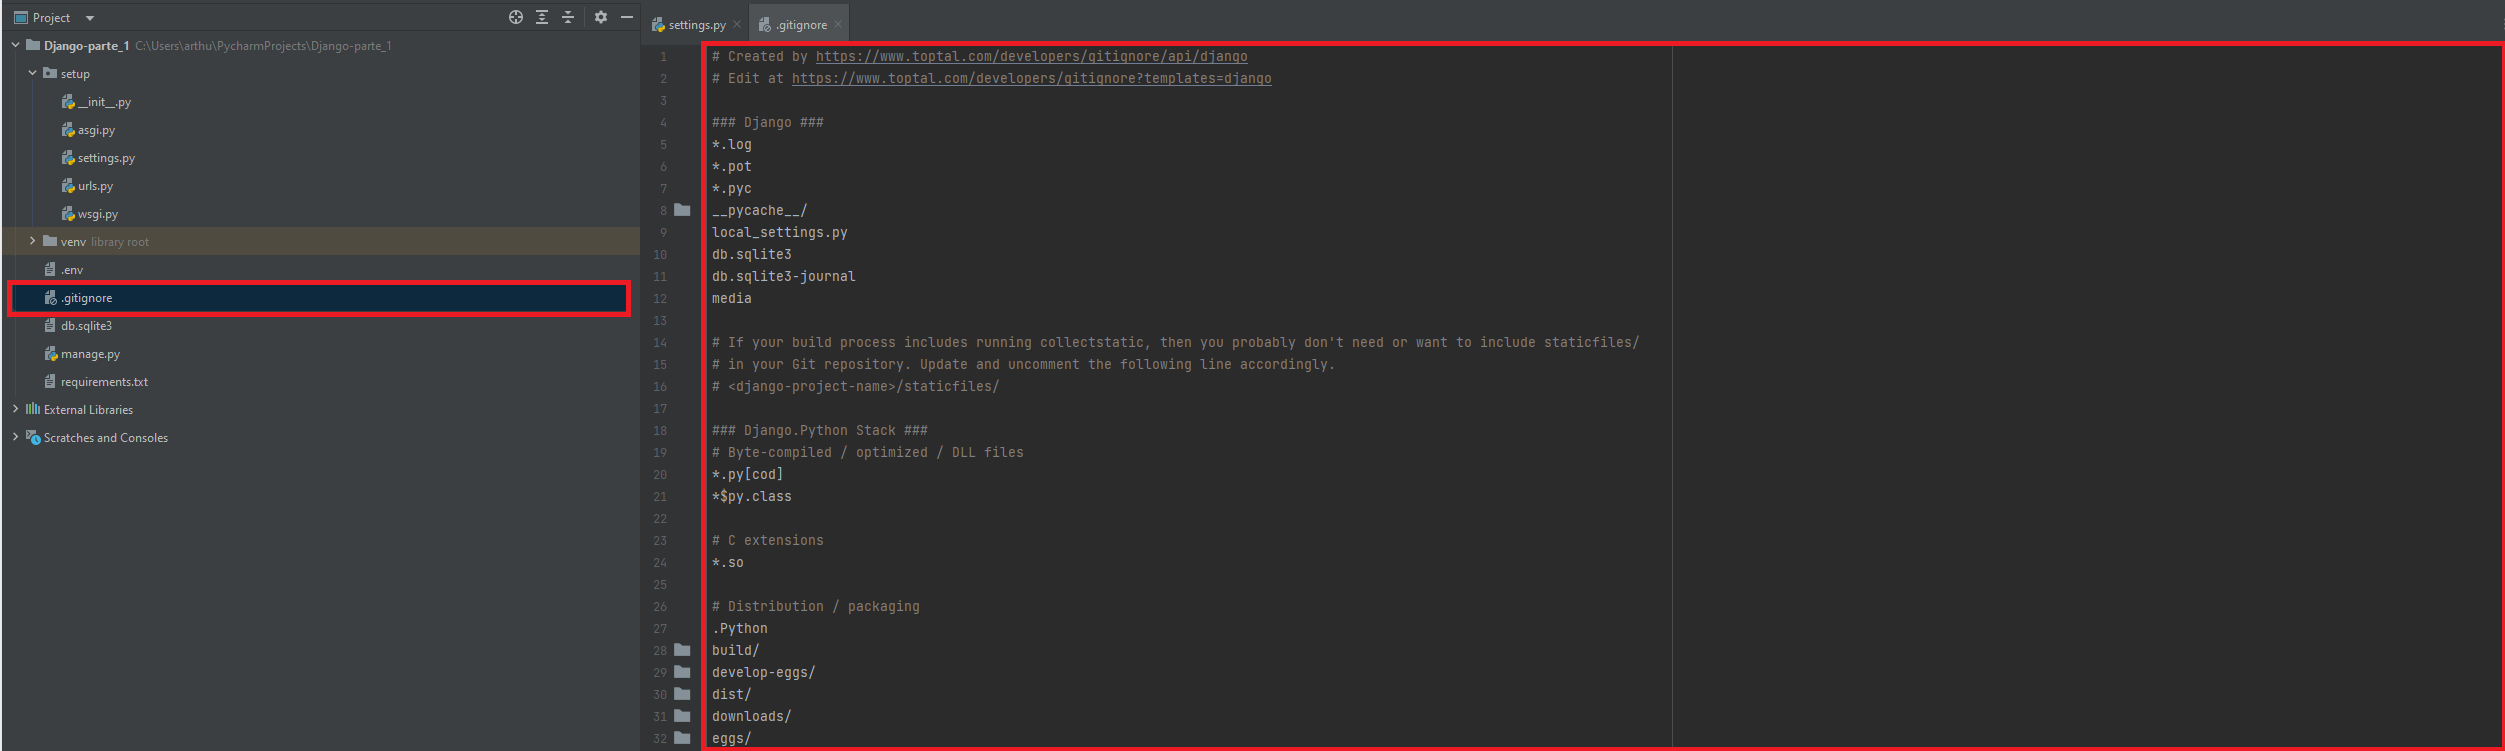 Project
Django-parte_1 C:\Users\arthu\PycharmProjects\Django-parte_1
setup
__init__.py
asgi.py
settings.py
urls.py
wsgi.py
venv library root
.env
.gitignore
db.sqlite3
manage.py
requirements.txt
External Libraries
Scratches and Consoles
settings.py
.gitignore
1 # Created by https://www.toptal.com/developers/gitignore/api/django
2 # Edit at https://www.toptal.com/developers/gitignore?templates=django
3
4 ### Django ###
5 *.log
6 *.pot
7 *.pyc
8 __pycache__/
9 local_settings.py
10 db.sqlite3
11 db.sqlite3-journal
12 media
13
14 # If your build process includes running collectstatic, then you probably don't need or want to include staticfiles/
15 # in your Git repository. Update and uncomment the following line accordingly.
16 # <django-project-name>/staticfiles/
17
18 ### Django.Python Stack ###
19 # Byte-compiled / optimized / DLL files
20 *.py[cod]
21 *$py.class
22
23 # C extensions
24 *.so
25
26 # Distribution / packaging
27 .Python
28 build/
29 develop-eggs/
30 dist/
31 downloads/
32 eggs/